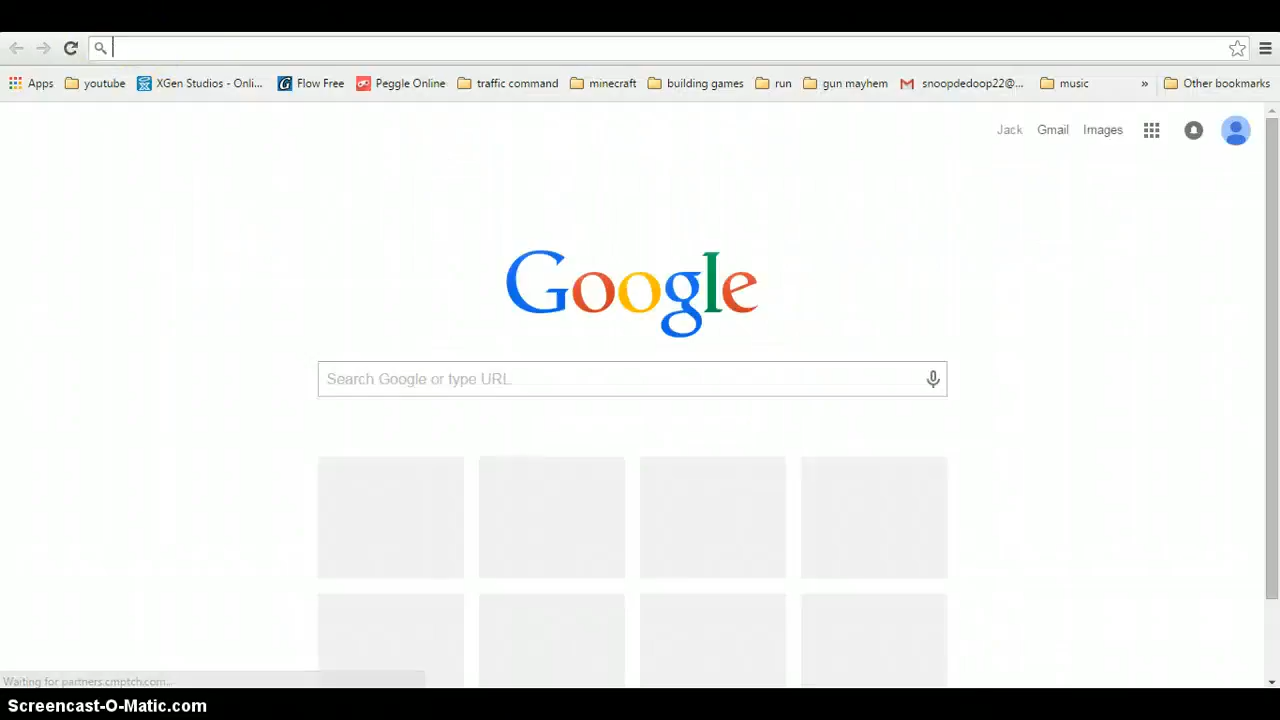 Apps youtube XGen Studios - Onli... Flow Free Peggle Online traffic command minecraft building games run gun mayhem snoopdedoop22@... music » Other bookmarks
Jack Gmail Images
Google
Search Google or type URL
Waiting for partners.cmptch.com...
Screencast-O-Matic.com